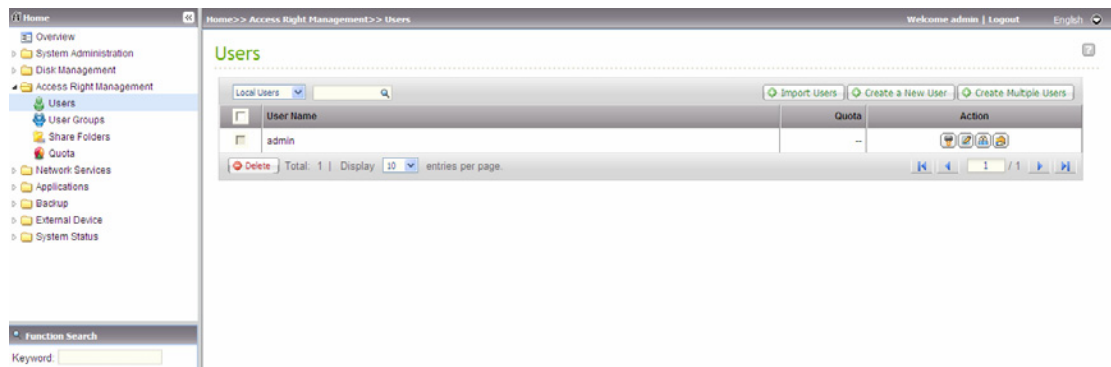 Home
Home>> Access Right Management>> Users
Welcome admin | Logout
English
Overview
System Administration
Disk Management
Access Right Management
Users
User Groups
Share Folders
Quota
Network Services
Applications
Backup
External Device
System Status
Function Search
Keyword:
Users
Local Users
Import Users
Create a New User
Create Multiple Users
User Name
Quota
Action
admin
--
Delete
Total: 1 | Display 10 entries per page.
1 / 1